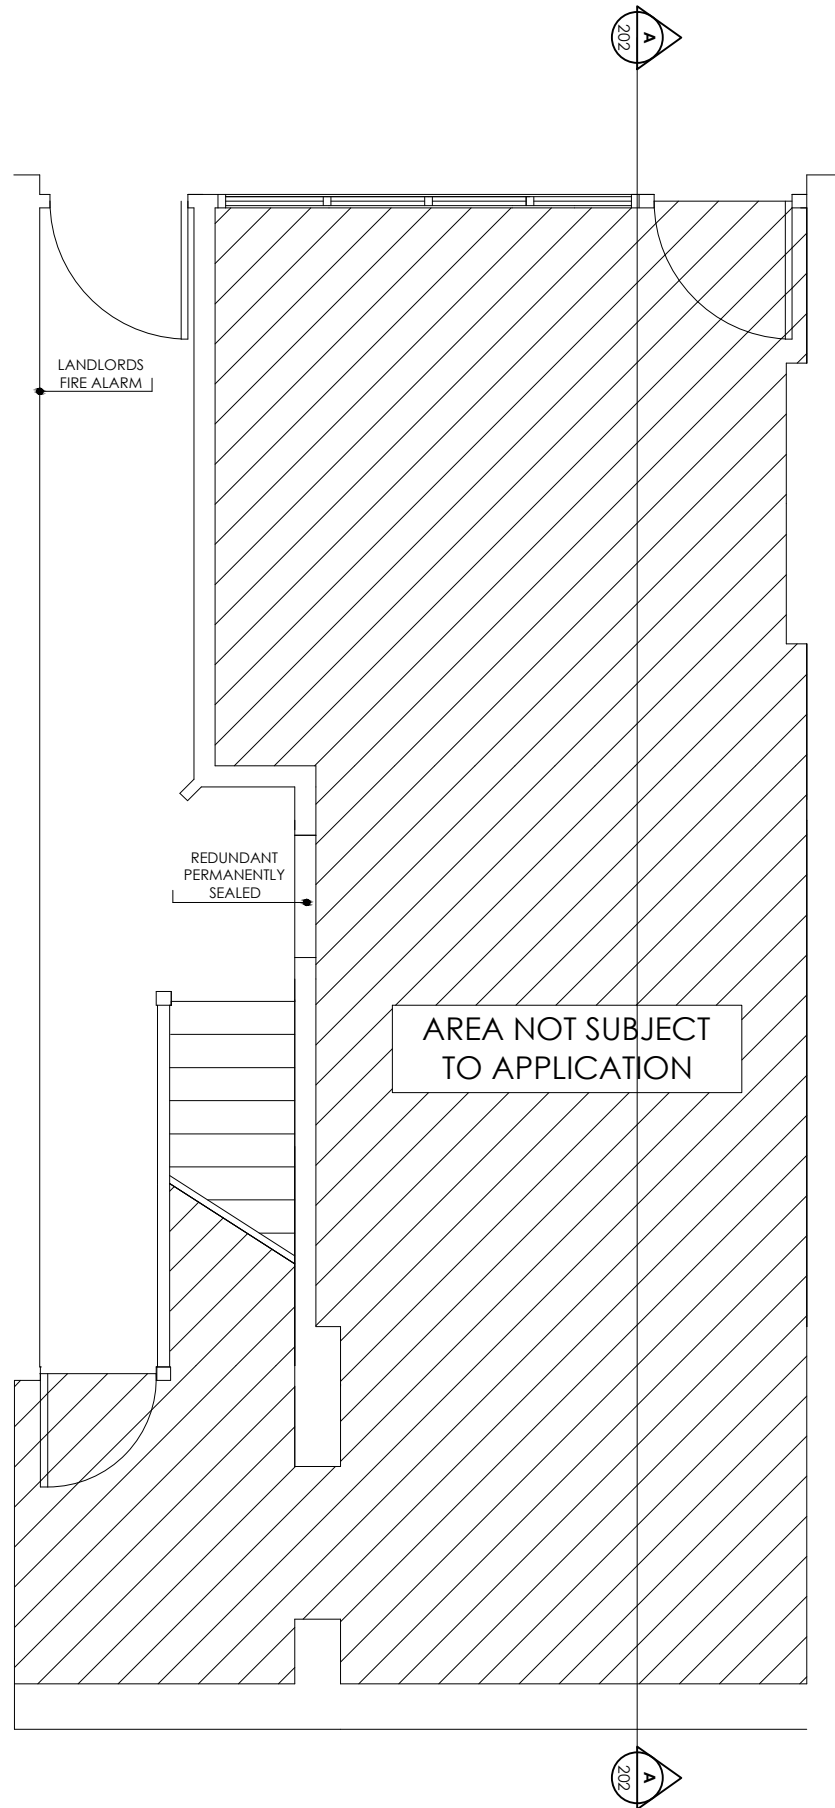 A
202
LANDLORDS
FIRE ALARM
REDUNDANT
PERMANENTLY
SEALED
AREA NOT SUBJECT
TO APPLICATION
A
202